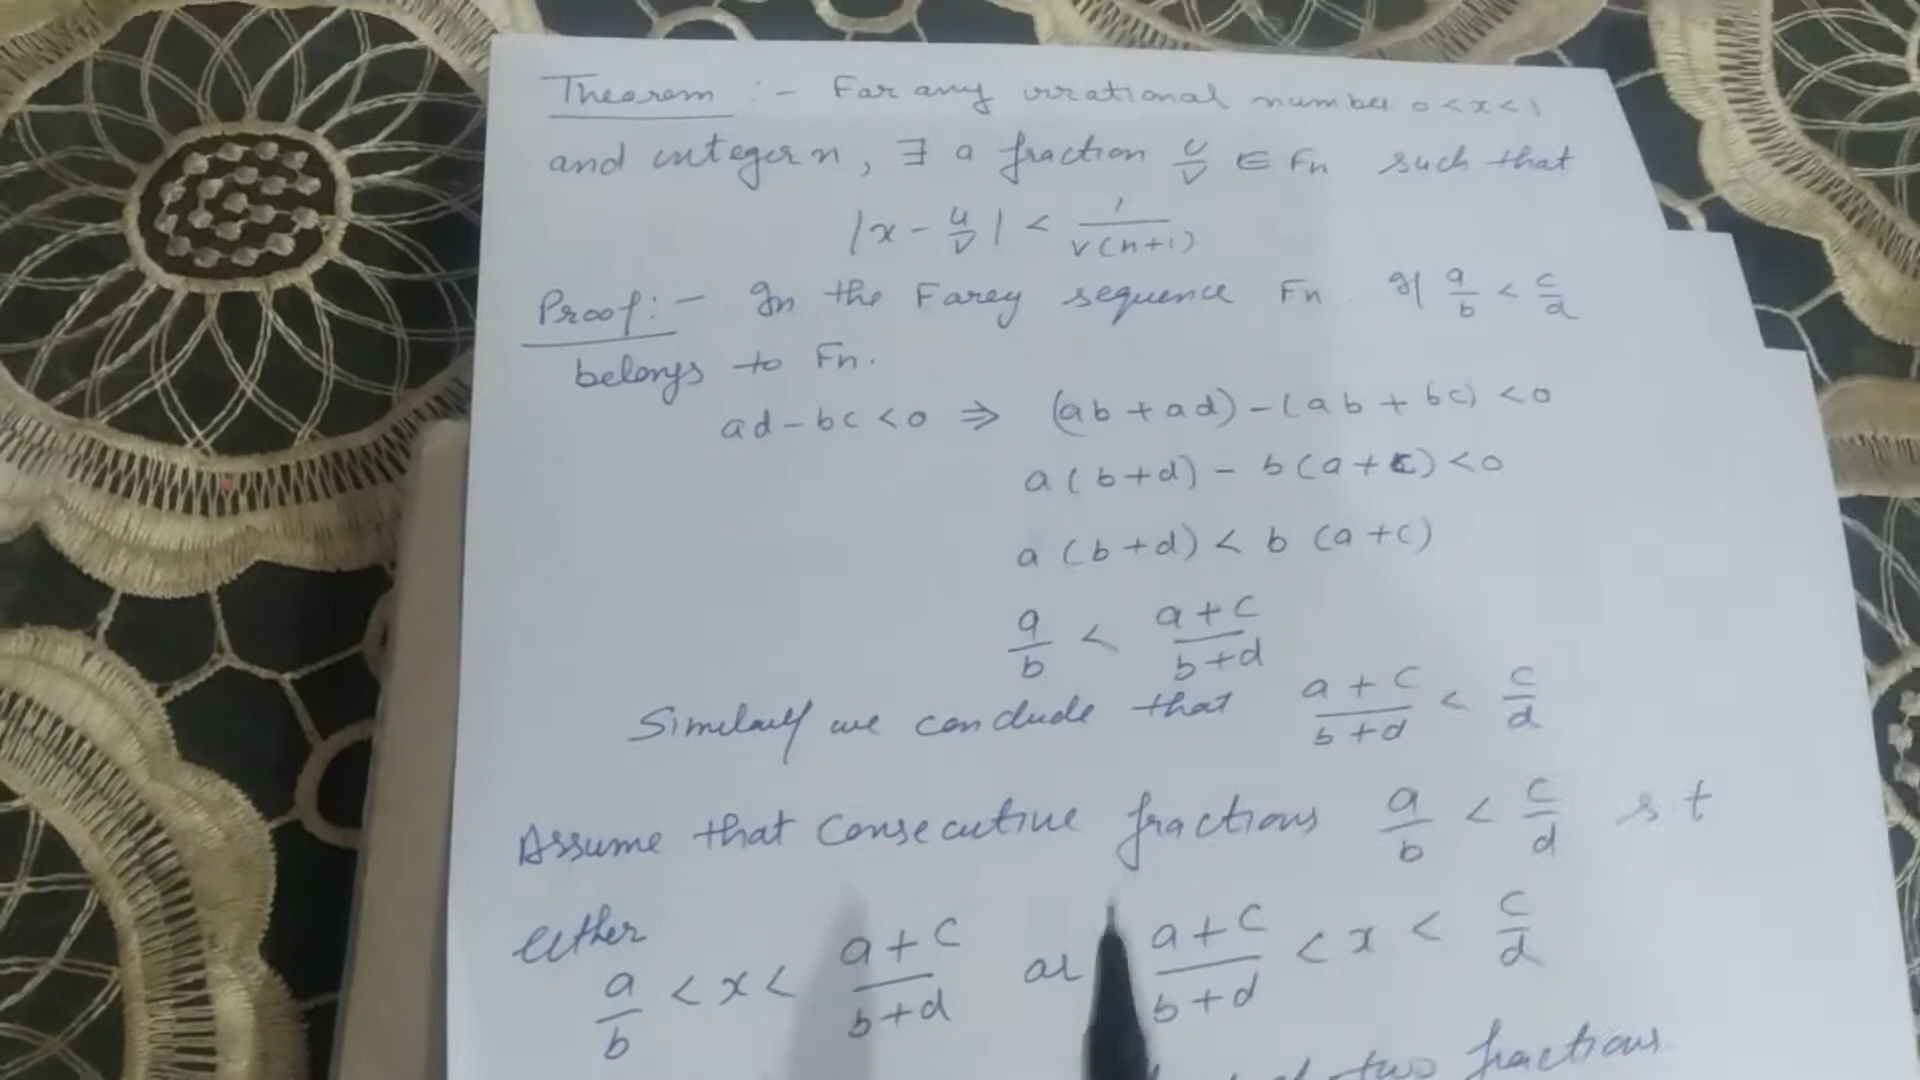 Theorem :- For any irrational number 0 < x < 1
and integer n, ∃ a fraction u/v ∈ Fn such that
|x - u/v| < 1/v(n+1)
Proof :- In the Farey sequence Fn If a/b < c/d
belongs to Fn.
ad - bc < 0 ⇒ (ab + ad) - (ab + bc) < 0
a(b+d) - b(a+c) < 0
a(b+d) < b(a+c)
a/b < a+c/b+d
Similarly we conclude that a+c/b+d < c/d
Assume that consecutive fractions a/b < c/d s.t
either
a/b < x < a+c/b+d or a+c/b+d < x < c/d
two fractions